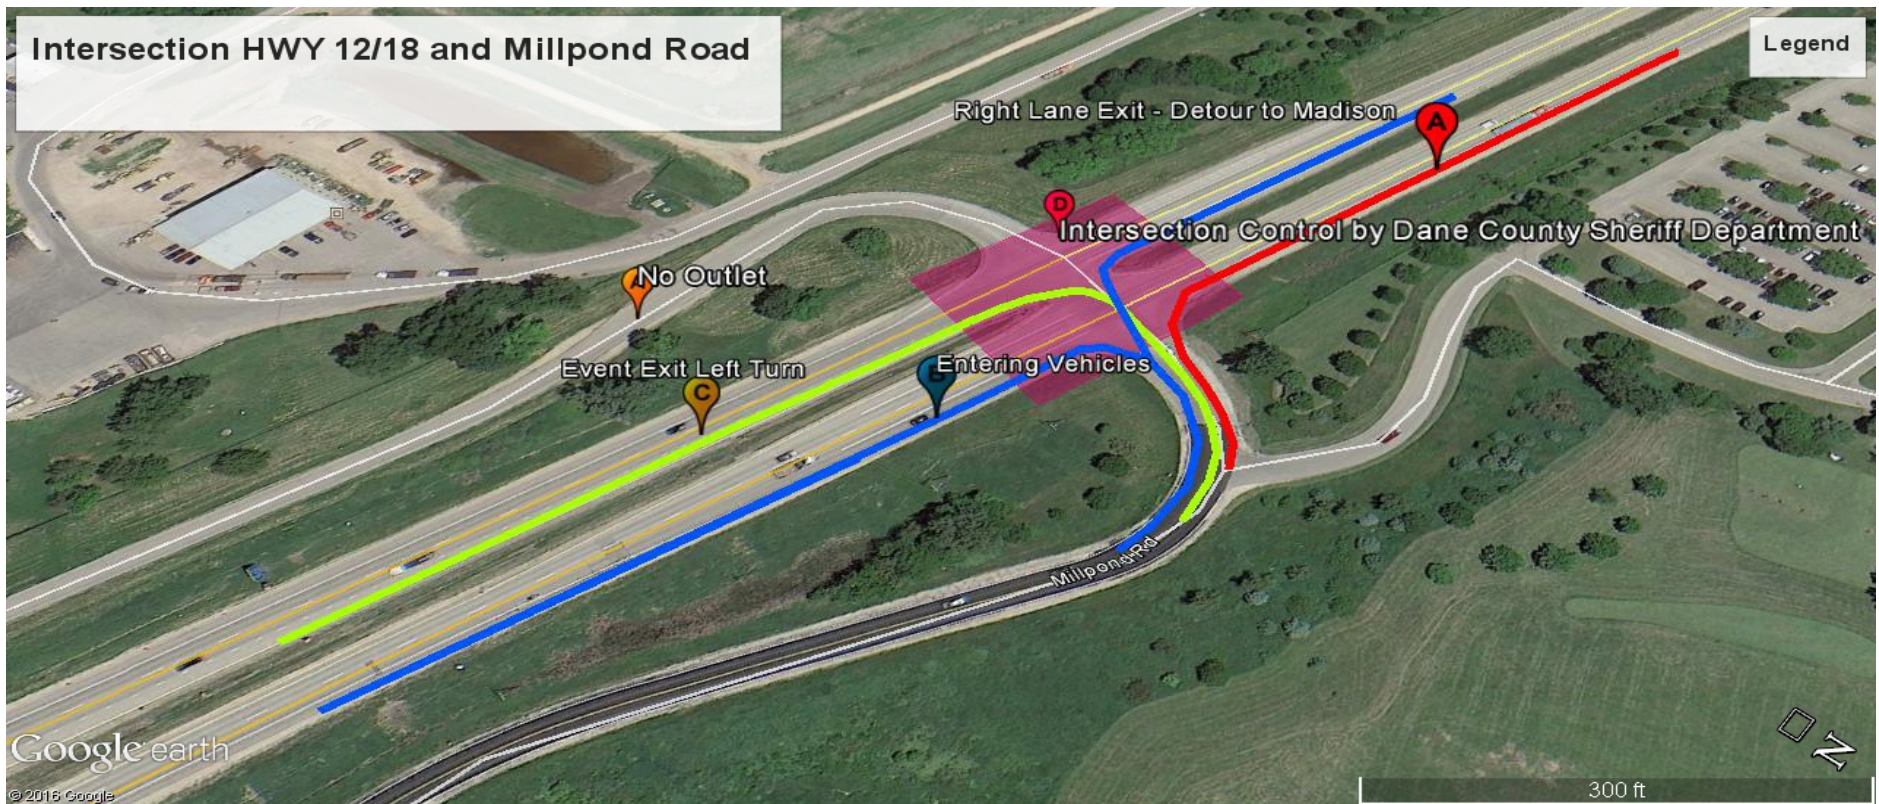 Intersection HWY 12/18 and Millpond Road
Legend
Right Lane Exit - Detour to Madison
A
D
Intersection Control by Dane County Sheriff Department
No Outlet
Event Exit Left Turn
C
Entering Vehicles
Millpond Rd
Google earth
N
© 2016 Google
300 ft